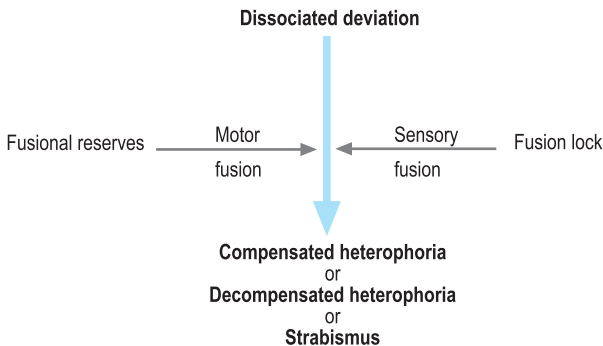 Dissociated deviation
Fusional reserves
Motor
fusion
Sensory
fusion
Fusion lock
Compensated heterophoria
or
Decompensated heterophoria
or
Strabismus